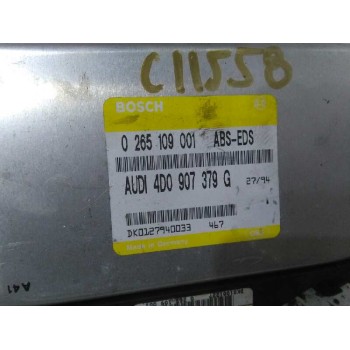 C11558
BOSCH
0 265 109 001 ABS-EDS
AUDI 4D0 907 379 G 27/94
DK0127940033 467
Made in Germany
A41